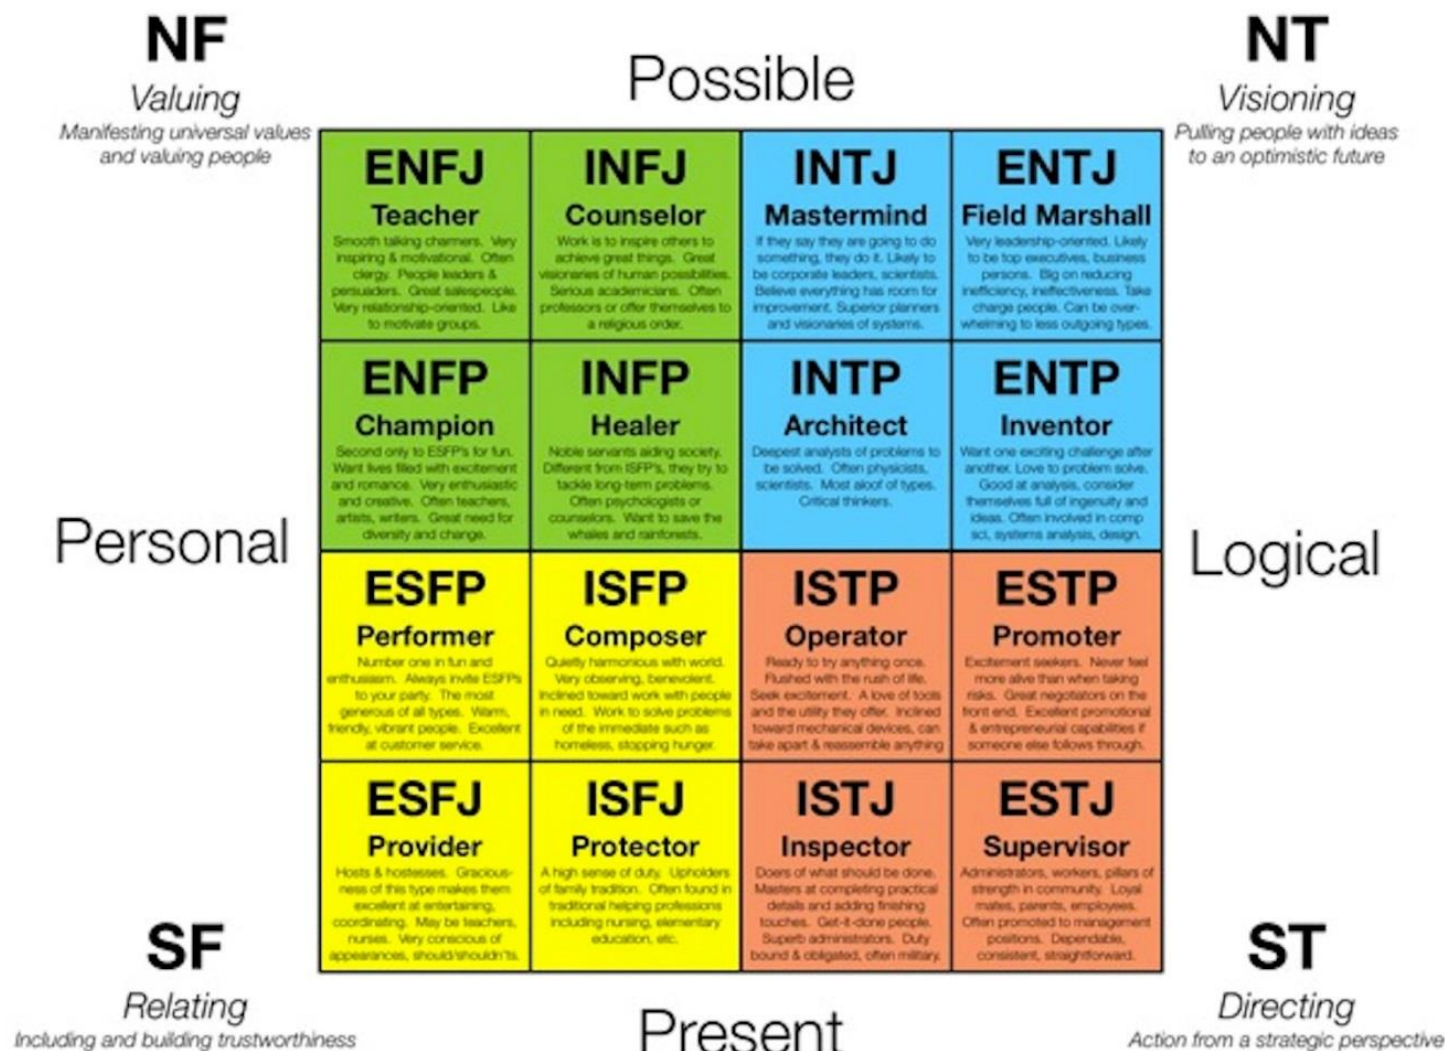 NF
Valuing
Manifesting universal values
and valuing people
Possible
NT
Visioning
Pulling people with ideas
to an optimistic future
ENFJ
Teacher
Smooth talking charmers. Very
inspiring & motivational. Often
clergy. People leaders &
persuaders. Great salespeople.
Very relationship-oriented. Like
to motivate groups.
INFJ
Counselor
Work is to inspire others to
achieve great things. Great
visionaries of human possibilities.
Serious academicians. Often
professors or offer themselves to
a religious order.
INTJ
Mastermind
If they say they are going to do
something, they do it. Likely to
be corporate leaders, scientists.
Believe everything has room for
improvement. Superior planners
and visionaries of systems.
ENTJ
Field Marshall
Very leadership-oriented. Likely
to be top executives, business
persons. Big on reducing
inefficiency, ineffectiveness. Take
charge people. Can be over-
whelming to less outgoing types.
ENFP
Champion
Second only to ESFP's for fun.
Want lives filled with excitement
and romance. Very enthusiastic
and creative. Often teachers,
artists, writers. Great need for
diversity and change.
INFP
Healer
Noble servants aiding society.
Different from ISFP's, they try to
tackle long-term problems.
Often psychologists or
counselors. Want to save the
whales and rainforests.
INTP
Architect
Deepest analysts of problems to
be solved. Often physicists,
scientists. Most aloof of types.
Critical thinkers.
ENTP
Inventor
Want one exciting challenge after
another. Love to problem solve.
Good at analysis, consider
themselves full of ingenuity and
ideas. Often involved in comp
sci, systems analysis, design.
Personal
Logical
ESFP
Performer
Number one in fun and
enthusiasm. Always invite ESFPs
to your party. The most
generous of all types. Warm,
friendly, vibrant people. Excellent
at customer service.
ISFP
Composer
Quietly harmonious with world.
Very observing, benevolent.
Inclined toward work with people
in need. Work to solve problems
of the immediate such as
homeless, stopping hunger.
ISTP
Operator
Ready to try anything once.
Flushed with the rush of life.
Seek excitement. A love of tools
and the utility they offer. Inclined
toward mechanical devices, can
take apart & reassemble anything
ESTP
Promoter
Excitement seekers. Never feel
more alive than when taking
risks. Great negotiators on the
front end. Excellent promotional
& entrepreneurial capabilities if
someone else follows through.
ESFJ
Provider
Hosts & hostesses. Gracious-
ness of this type makes them
excellent at entertaining,
coordinating. May be teachers,
nurses. Very conscious of
appearances, should/shouldn'ts.
ISFJ
Protector
A high sense of duty. Upholders
of family tradition. Often found in
traditional helping professions
including nursing, elementary
education, etc.
ISTJ
Inspector
Doers of what should be done.
Masters at completing practical
details and adding finishing
touches. Get-it-done people.
Superb administrators. Duty
bound & obligated, often military.
ESTJ
Supervisor
Administrators, workers, pillars of
strength in community. Loyal
mates, parents, employees.
Often promoted to management
positions. Dependable,
consistent, straightforward.
SF
Relating
Including and building trustworthiness
Present
ST
Directing
Action from a strategic perspective